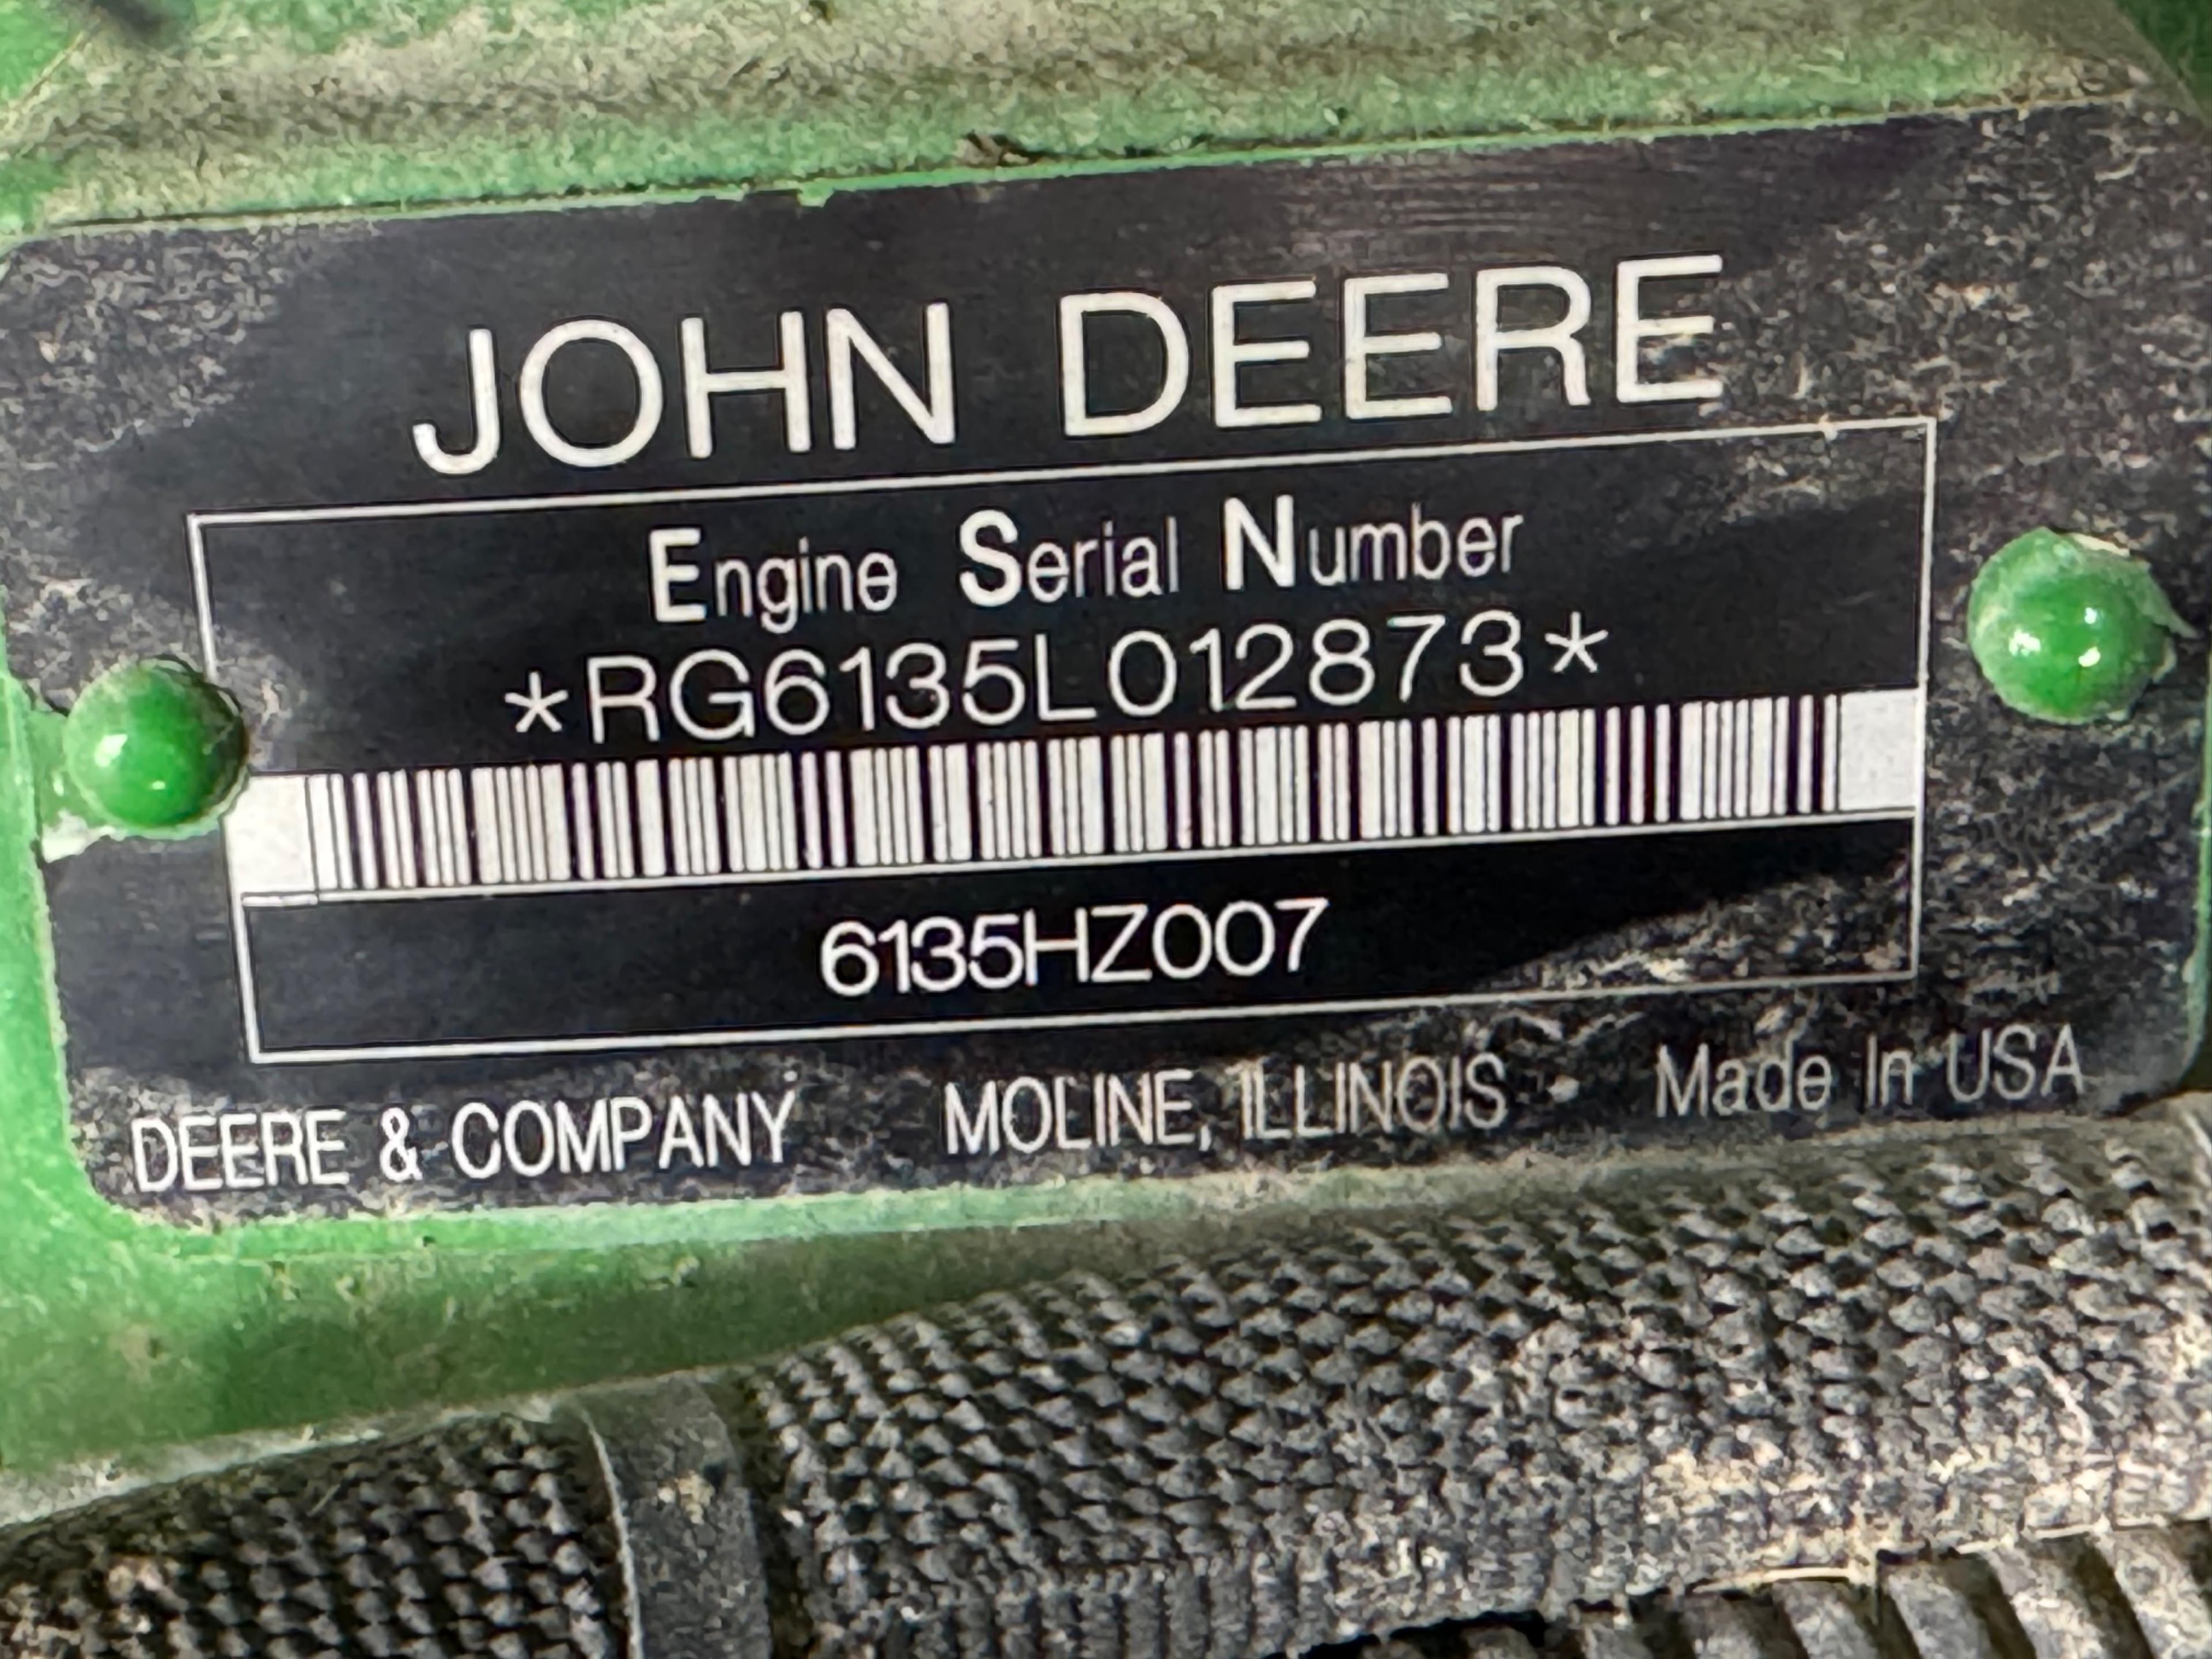 JOHN DEERE
Engine Serial Number
*RG6135L012873*
6135HZ007
DEERE & COMPANY MOLINE, ILLINOIS Made In USA